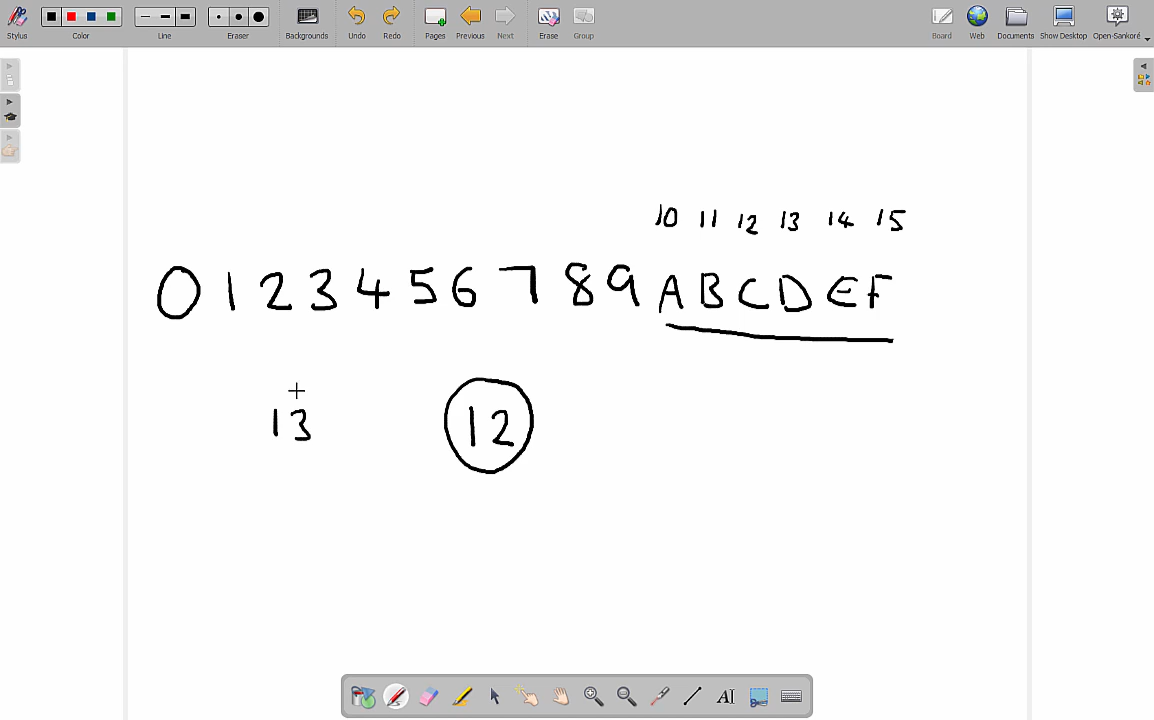 Stylus Color Line Eraser Backgrounds Undo Redo Pages Previous Next Erase Group Board Web Documents Show Desktop Open-Sankoré
10 11 12 13 14 15
0 1 2 3 4 5 6 7 8 9 A B C D E F
13 12
AI